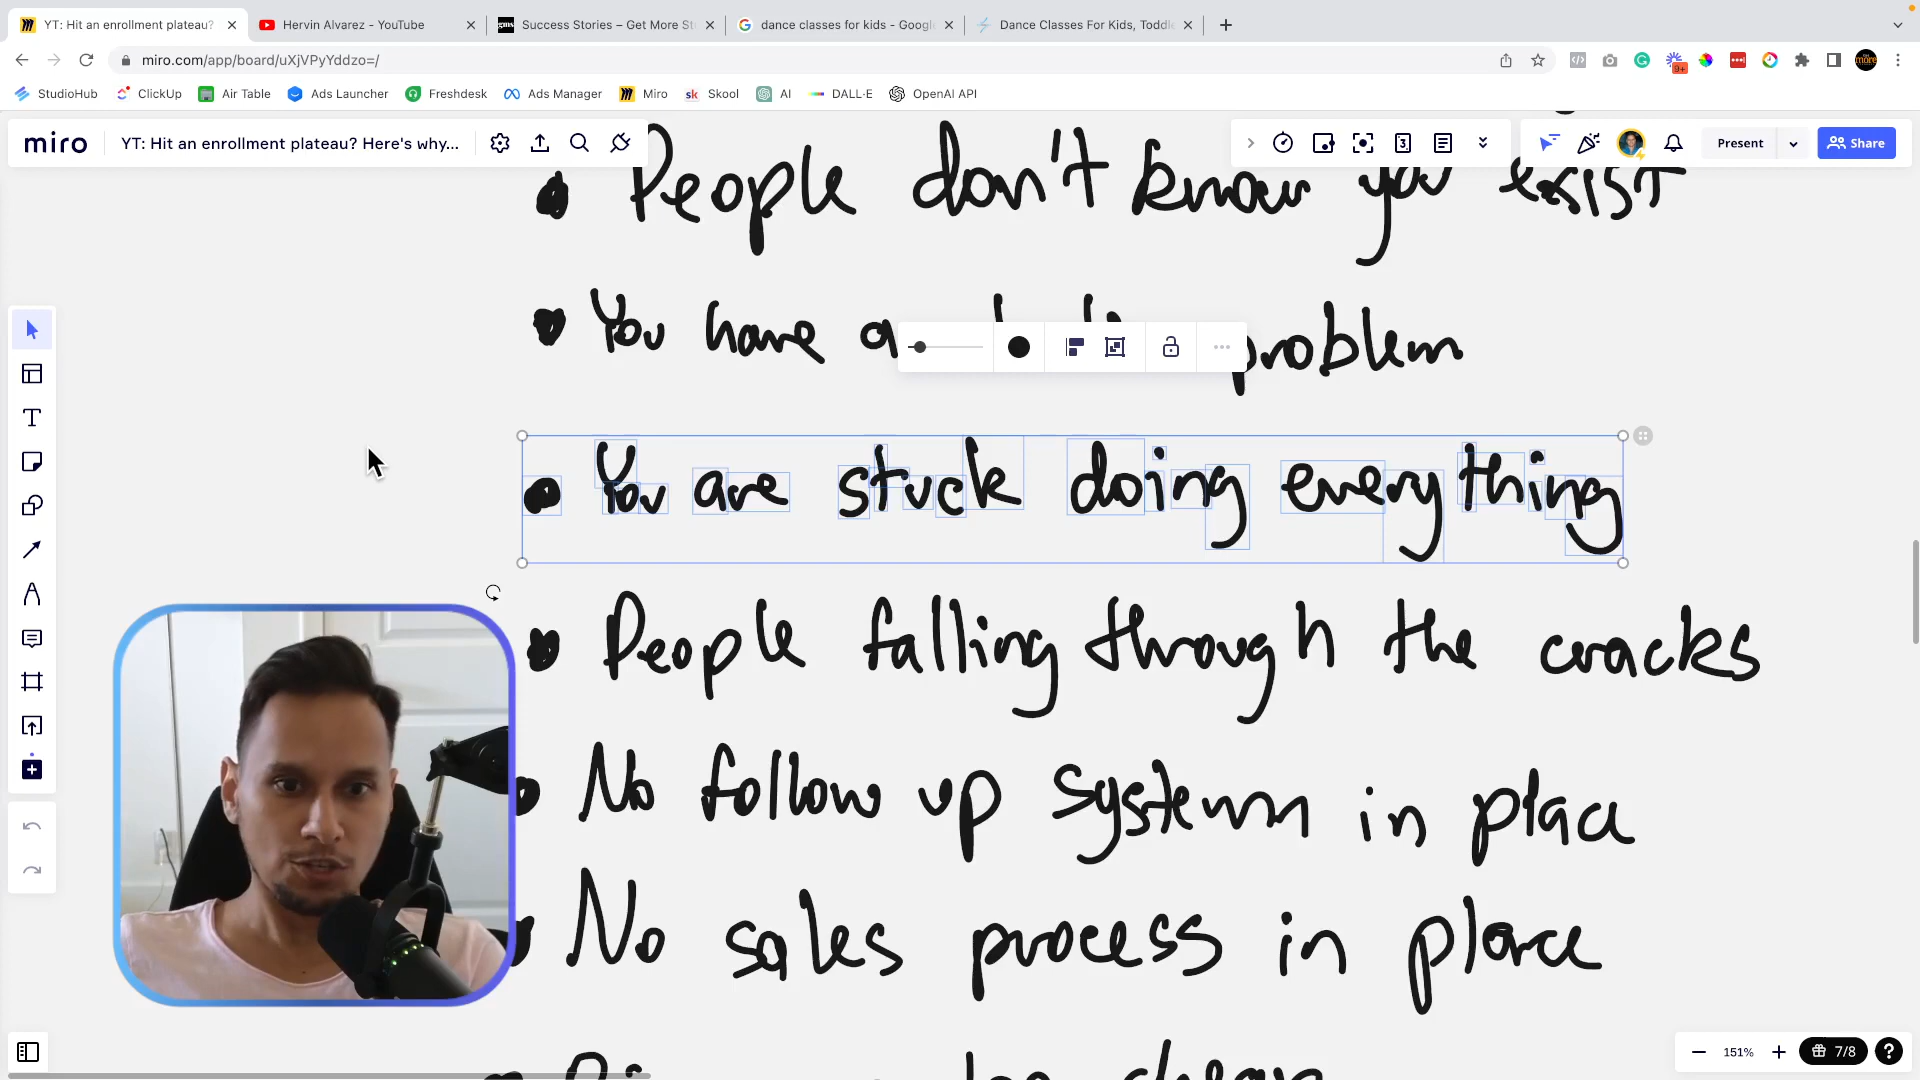 YT: Hit an enrollment plateau?
Hervin Alvarez - YouTube
Success Stories – Get More St
dance classes for kids - Google
Dance Classes For Kids, Toddle
miro.com/app/board/uXjVPyYddzo=/
9+
StudioHub
ClickUp
Air Table
Ads Launcher
Freshdesk
Ads Manager
Miro
sk Skool
AI
DALL·E
OpenAI API
miro
YT: Hit an enrollment plateau? Here's why...
Present
Share
People don't know you exist
You have a problem
You are stuck doing everything
People falling through the cracks
No follow up system in place
No sales process in place
151%
7/8